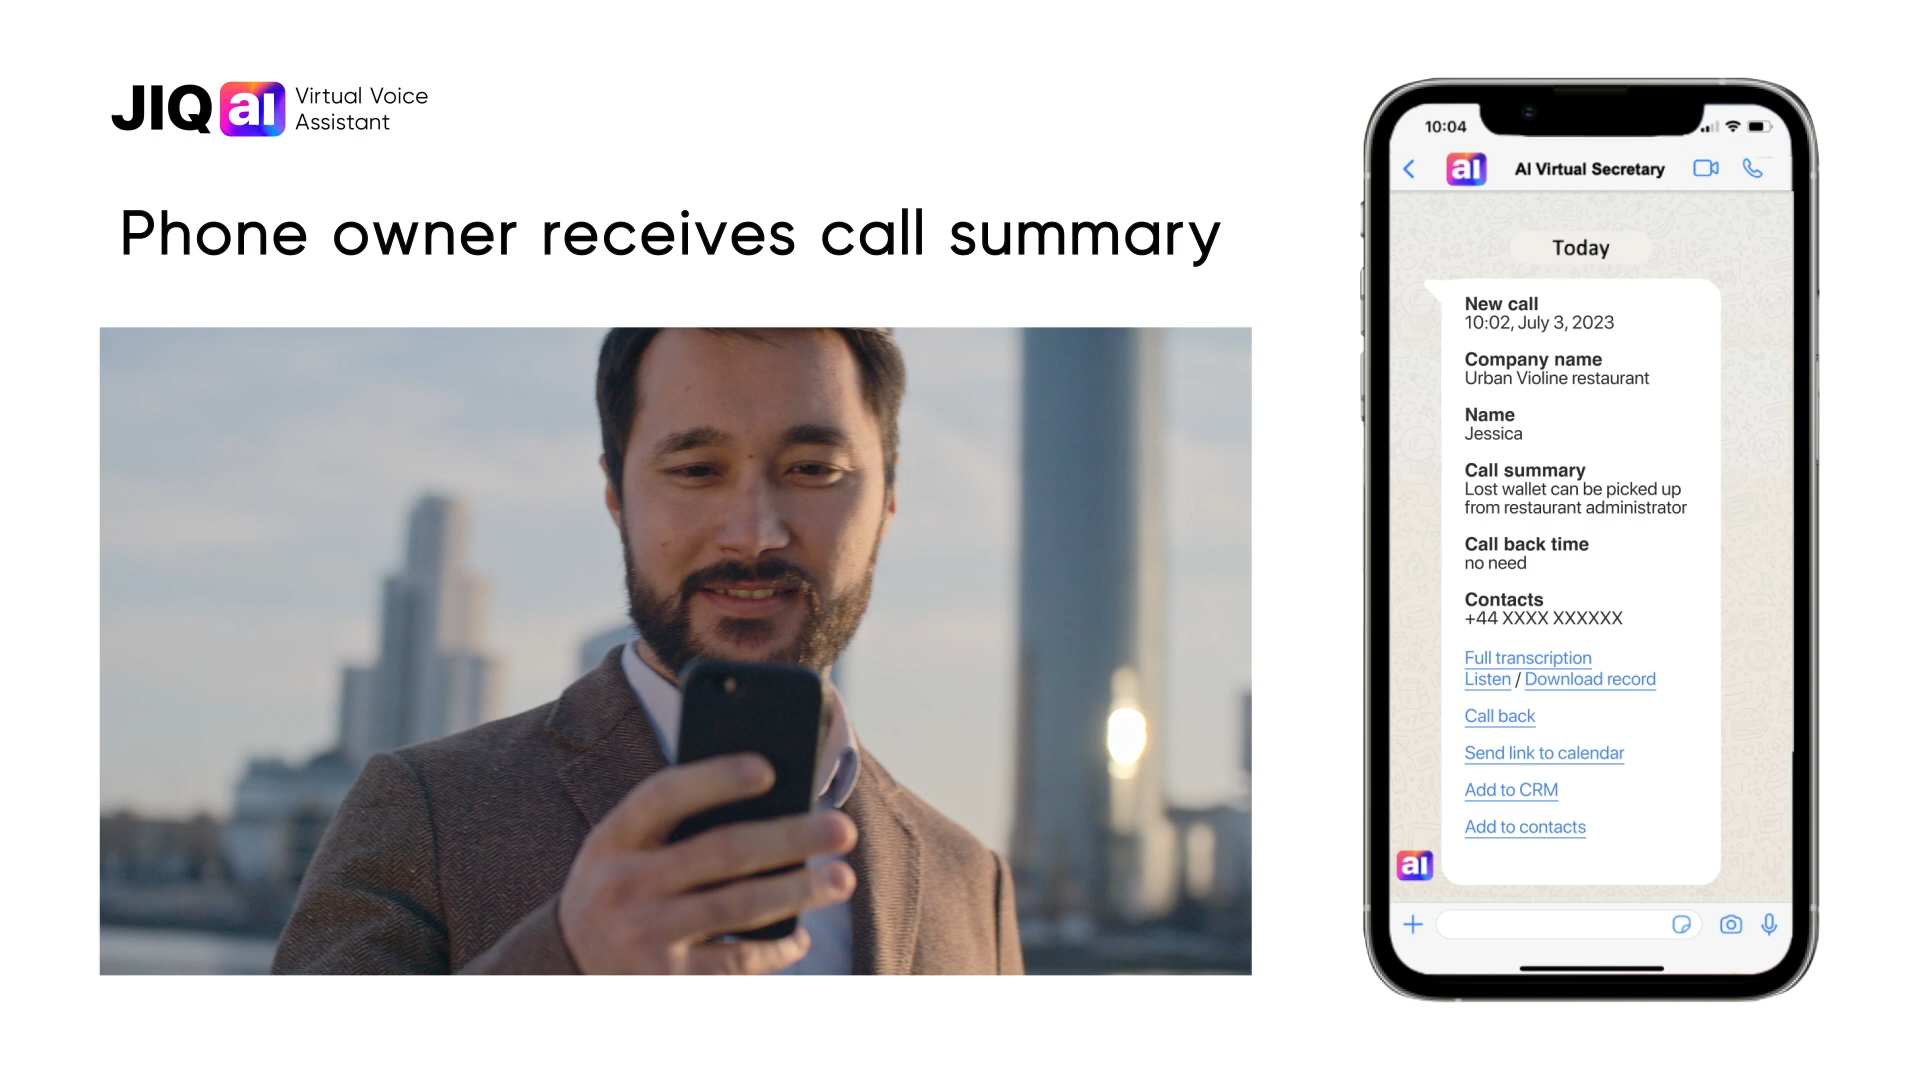 JIQ ai Virtual Voice
Assistant
Phone owner receives call summary
10:04
ai AI Virtual Secretary
Today
New call
10:02, July 3, 2023
Company name
Urban Violine restaurant
Name
Jessica
Call summary
Lost wallet can be picked up
from restaurant administrator
Call back time
no need
Contacts
+44 XXXX XXXXXX
Full transcription
Listen / Download record
Call back
Send link to calendar
Add to CRM
Add to contacts
ai